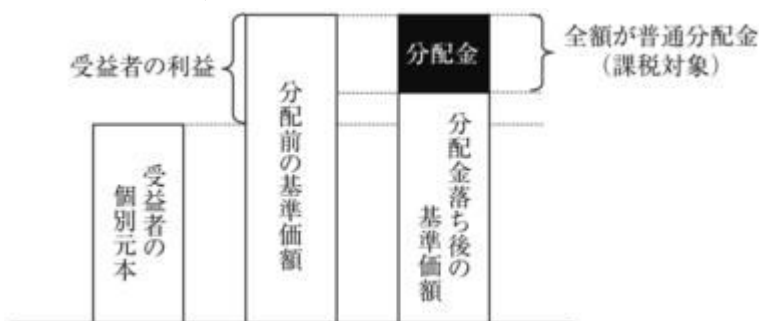 受益者の利益
受益者の
個別元本
分配前の基準価額
分配金
分配金落ち後の
基準価額
全額が普通分配金
(課税対象)